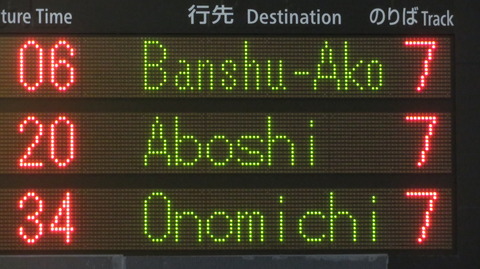 ture Time 行先 Destination のりば Track
06 Banshu-Ako 7
20 Aboshi 7
34 Onomichi 7